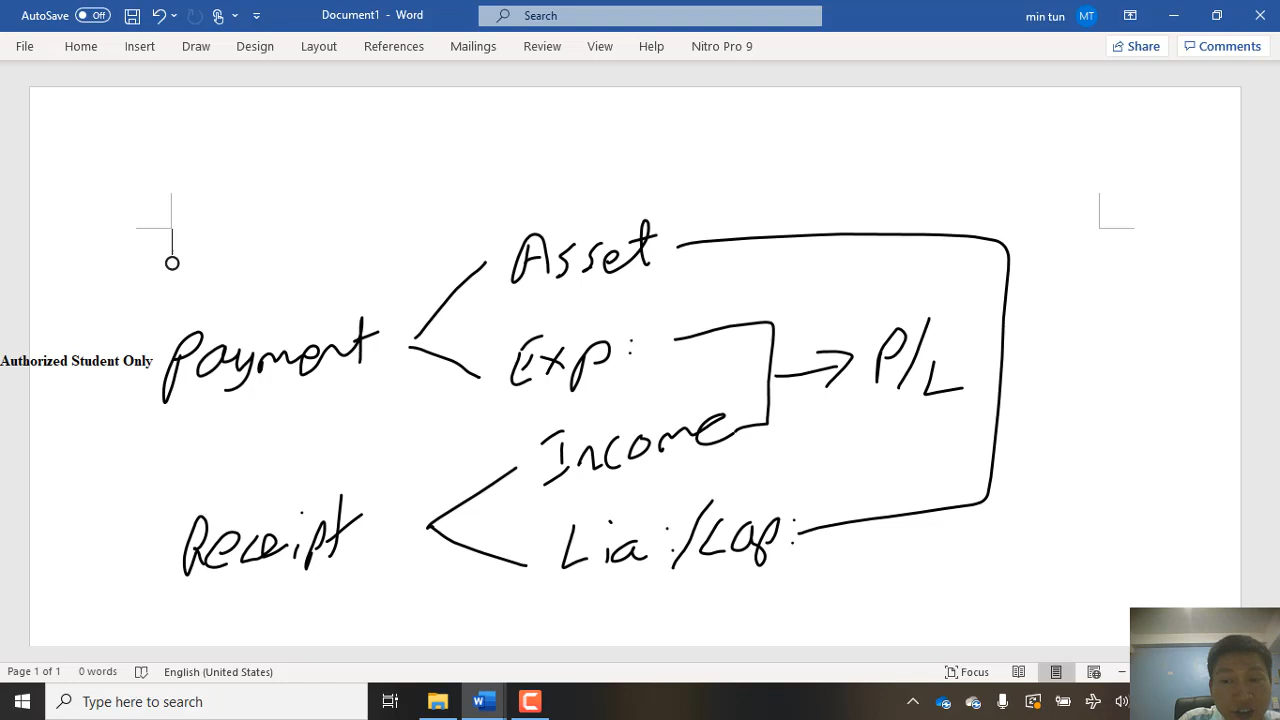 AutoSave Off Document1 - Word Search min tun MT
File Home Insert Draw Design Layout References Mailings Review View Help Nitro Pro 9 Share Comments
Asset
Payment
Authorized Student Only
Exp:
P/L
Income
Receipt
Lia:/Cap:
Page 1 of 1 0 words English (United States) Focus
Type here to search